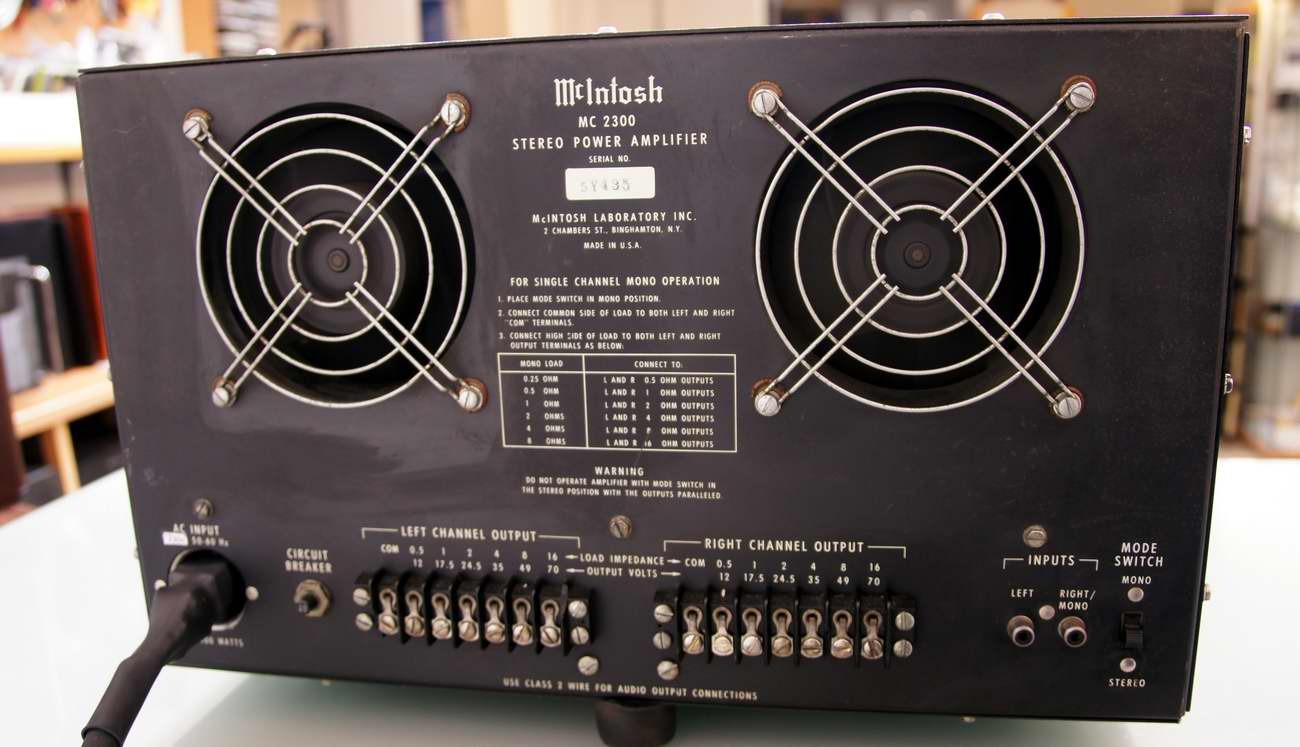 McIntosh
MC 2300
STEREO POWER AMPLIFIER
SERIAL NO.
5Y435
McINTOSH LABORATORY INC.
2 CHAMBERS ST., BINGHAMTON, N.Y.
MADE IN U.S.A.
FOR SINGLE CHANNEL MONO OPERATION
1. PLACE MODE SWITCH IN MONO POSITION.
2. CONNECT COMMON SIDE OF LOAD TO BOTH LEFT AND RIGHT
"COM" TERMINALS.
3. CONNECT HIGH SIDE OF LOAD TO BOTH LEFT AND RIGHT
OUTPUT TERMINALS AS BELOW:
MONO LOAD CONNECT TO:
0.25 OHM L AND R 0.5 OHM OUTPUTS
0.5 OHM L AND R 1 OHM OUTPUTS
1 OHM L AND R 2 OHM OUTPUTS
2 OHMS L AND R 4 OHM OUTPUTS
4 OHMS L AND R 8 OHM OUTPUTS
8 OHMS L AND R 16 OHM OUTPUTS
WARNING
DO NOT OPERATE AMPLIFIER WITH MODE SWITCH IN
THE STEREO POSITION WITH THE OUTPUTS PARALLELED.
AC INPUT
50-60 Hz
WATTS
CIRCUIT
BREAKER
LEFT CHANNEL OUTPUT
COM 0.5 1 2 4 8 16
12 17.5 24.5 35 49 70
LOAD IMPEDANCE
OUTPUT VOLTS
RIGHT CHANNEL OUTPUT
COM 0.5 1 2 4 8 16
12 17.5 24.5 35 49 70
INPUTS
LEFT RIGHT/
MONO
MODE
SWITCH
MONO
STEREO
USE CLASS 2 WIRE FOR AUDIO OUTPUT CONNECTIONS